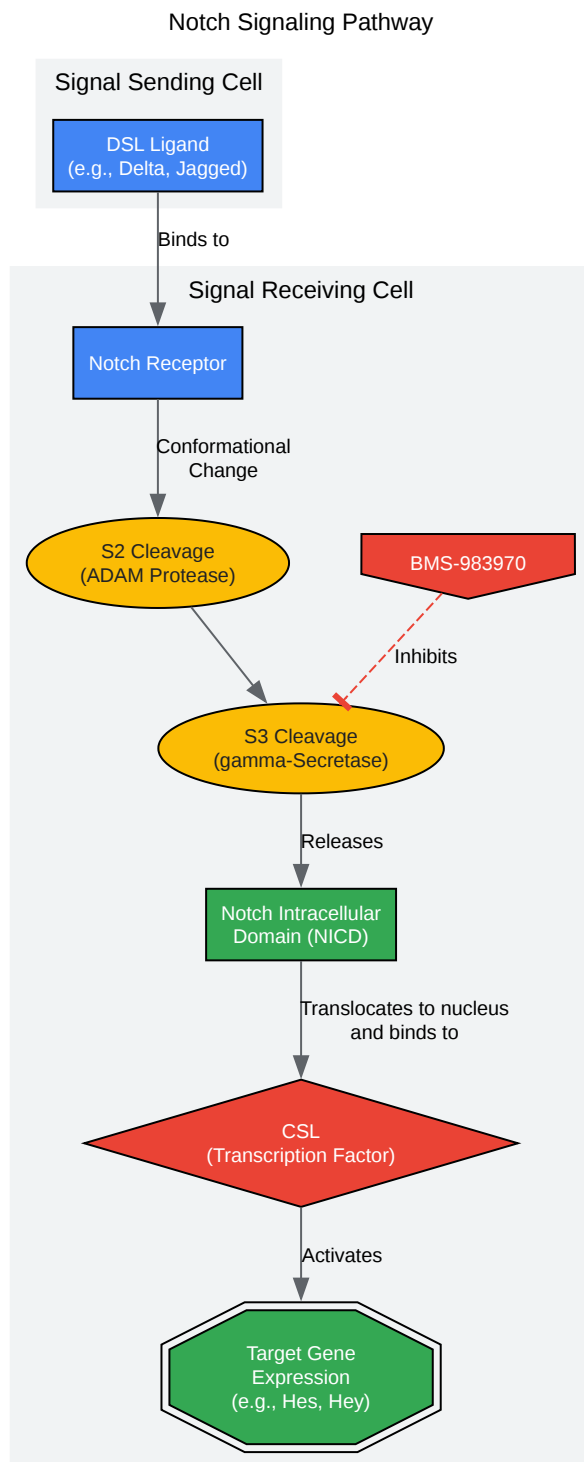 Notch Signaling Pathway
Signal Sending Cell
DSL Ligand
(e.g., Delta, Jagged)
Binds to
Signal Receiving Cell
Notch Receptor
Conformational
Change
S2 Cleavage
(ADAM Protease)
BMS-983970
Inhibits
S3 Cleavage
(gamma-Secretase)
Releases
Notch Intracellular
Domain (NICD)
Translocates to nucleus
and binds to
CSL
(Transcription Factor)
Activates
Target Gene
Expression
(e.g., Hes, Hey)